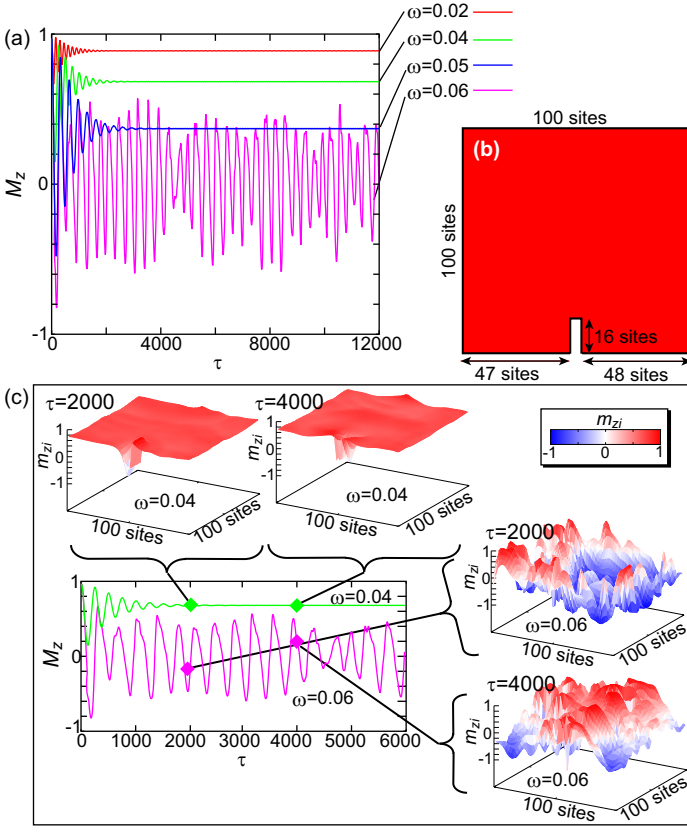 (a)
ω=0.02
ω=0.04
ω=0.05
ω=0.06
1
0
-1
M_z
0
4000
8000
12000
τ
(b)
100 sites
100 sites
16 sites
47 sites
48 sites
(c)
τ=2000
1
0
-1
m_zi
ω=0.04
100 sites
100 sites
τ=4000
1
0
-1
m_zi
ω=0.04
100 sites
100 sites
m_zi
-1
0
1
τ=2000
1
0
-1
m_zi
ω=0.06
100 sites
100 sites
1
0
-1
M_z
ω=0.04
ω=0.06
0
1000
2000
3000
4000
5000
6000
τ
τ=4000
1
0
-1
m_zi
ω=0.06
100 sites
100 sites